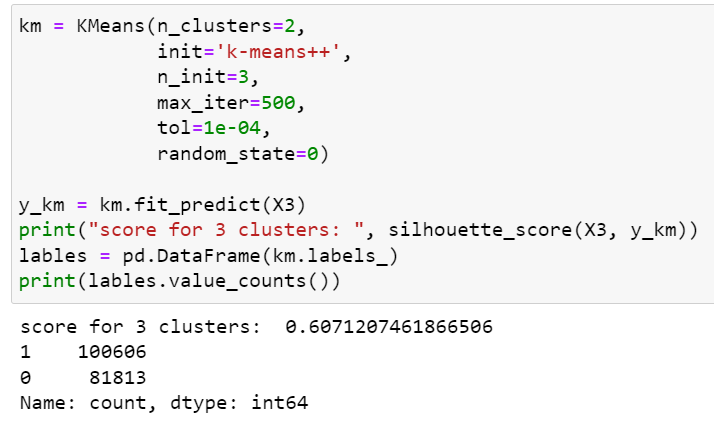 km = KMeans(n_clusters=2,
            init='k-means++',
            n_init=3,
            max_iter=500,
            tol=1e-04,
            random_state=0)

y_km = km.fit_predict(X3)
print("score for 3 clusters: ", silhouette_score(X3, y_km))
lables = pd.DataFrame(km.labels_)
print(lables.value_counts())
score for 3 clusters:  0.6071207461866506
1    100606
0     81813
Name: count, dtype: int64